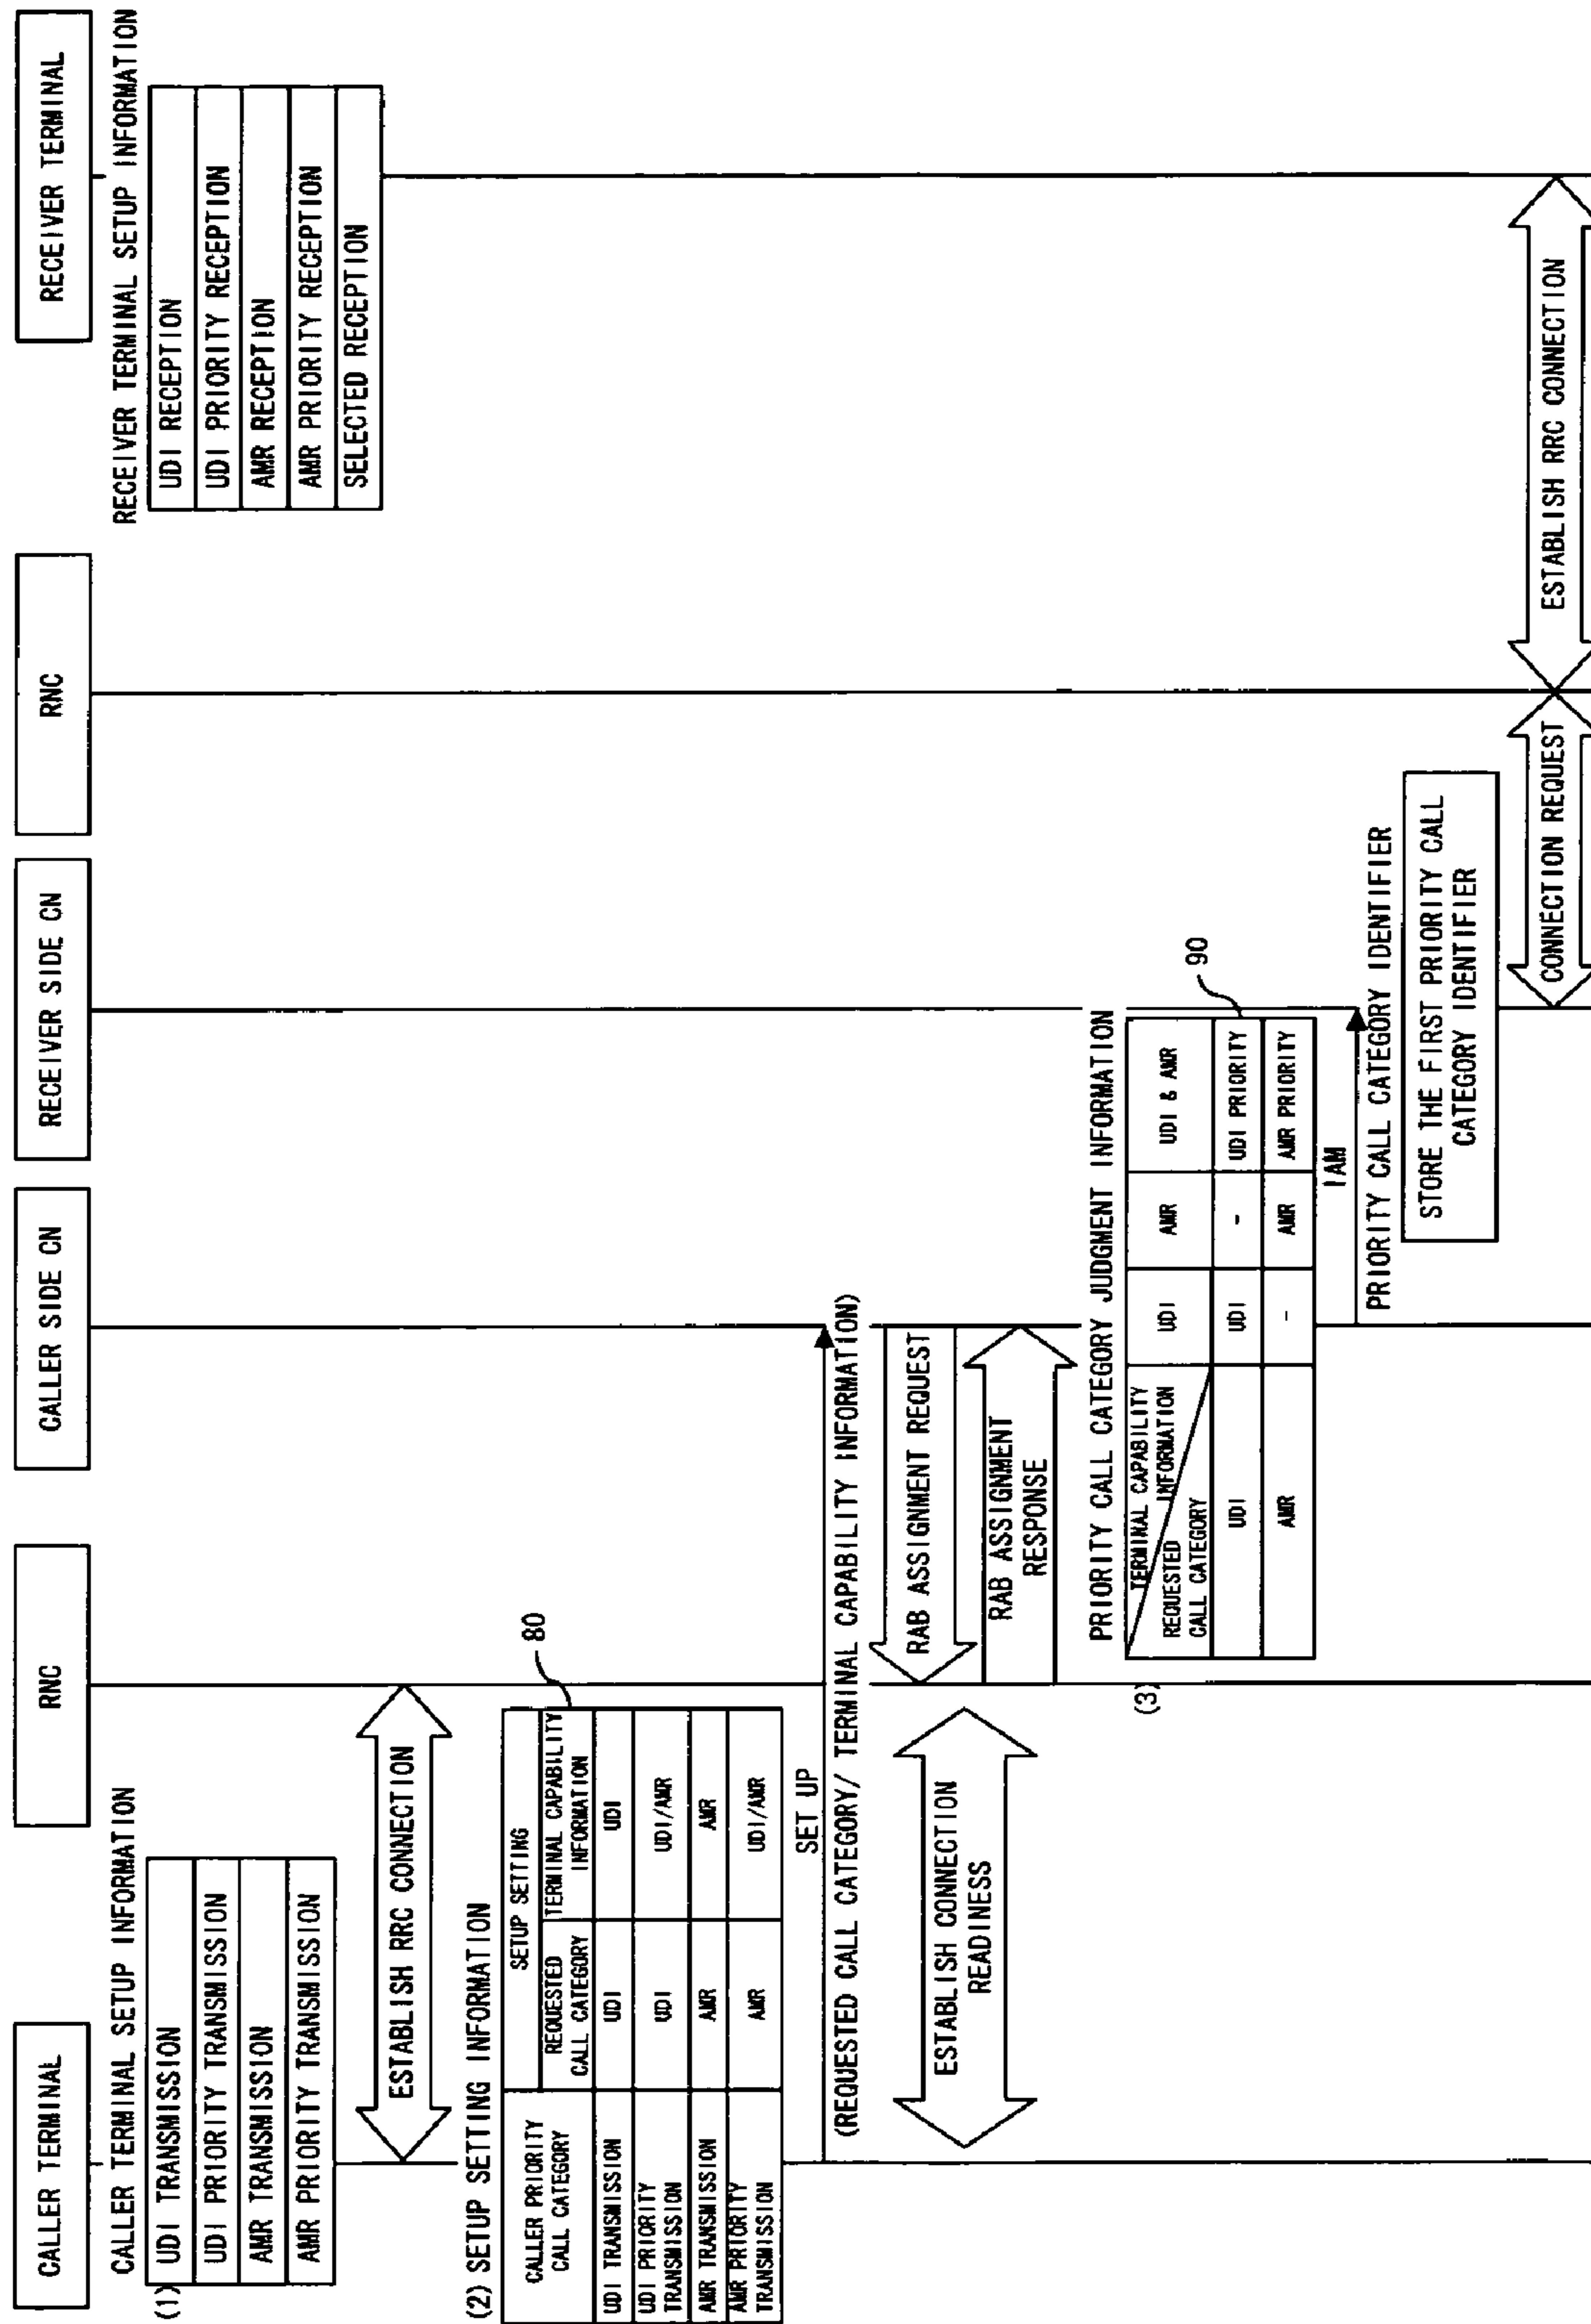 CALLER TERMINAL
RNC
CALLER SIDE CN
RECEIVER SIDE CN
RNC
RECEIVER TERMINAL
CALLER TERMINAL SETUP INFORMATION
(1)
UDI TRANSMISSION
UDI PRIORITY TRANSMISSION
AMR TRANSMISSION
AMR PRIORITY TRANSMISSION
RECEIVER TERMINAL SETUP INFORMATION
UDI RECEPTION
UDI PRIORITY RECEPTION
AMR RECEPTION
AMR PRIORITY RECEPTION
SELECTED RECEPTION
ESTABLISH RRC CONNECTION
(2) SETUP SETTING INFORMATION
80
CALLER PRIORITY
CALL CATEGORY
SETUP SETTING
REQUESTED
CALL CATEGORY
TERMINAL CAPABILITY
INFORMATION
UDI TRANSMISSION
UDI
UDI
UDI PRIORITY
TRANSMISSION
UDI
UDI/AMR
AMR TRANSMISSION
AMR
AMR
AMR PRIORITY
TRANSMISSION
AMR
UDI/AMR
SET UP
(REQUESTED CALL CATEGORY/ TERMINAL CAPABILITY INFORMATION)
RAB ASSIGNMENT REQUEST
ESTABLISH CONNECTION
READINESS
RAB ASSIGNMENT
RESPONSE
PRIORITY CALL CATEGORY JUDGMENT INFORMATION
(3)
90
TERMINAL CAPABILITY
INFORMATION
REQUESTED
CALL CATEGORY
UDI
AMR
UDI & AMR
UDI
UDI
-
UDI PRIORITY
AMR
-
AMR
AMR PRIORITY
IAM
PRIORITY CALL CATEGORY IDENTIFIER
STORE THE FIRST PRIORITY CALL
CATEGORY IDENTIFIER
CONNECTION REQUEST
ESTABLISH RRC CONNECTION